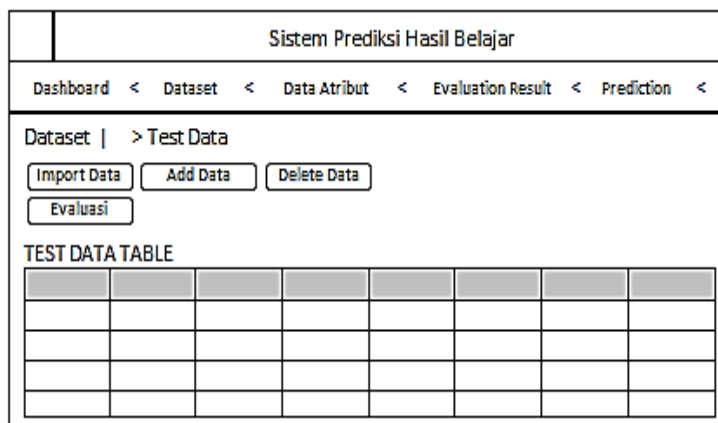 Sistem Prediksi Hasil Belajar
Dashboard < Dataset < Data Atribut < Evaluation Result < Prediction <
Dataset | > Test Data
Import Data Add Data Delete Data
Evaluasi
TEST DATA TABLE